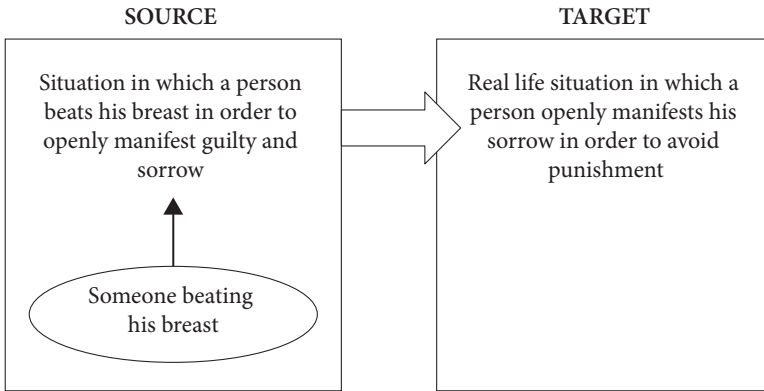 SOURCE
Situation in which a person
beats his breast in order to
openly manifest guilty and
sorrow
Someone beating
his breast
TARGET
Real life situation in which a
person openly manifests his
sorrow in order to avoid
punishment